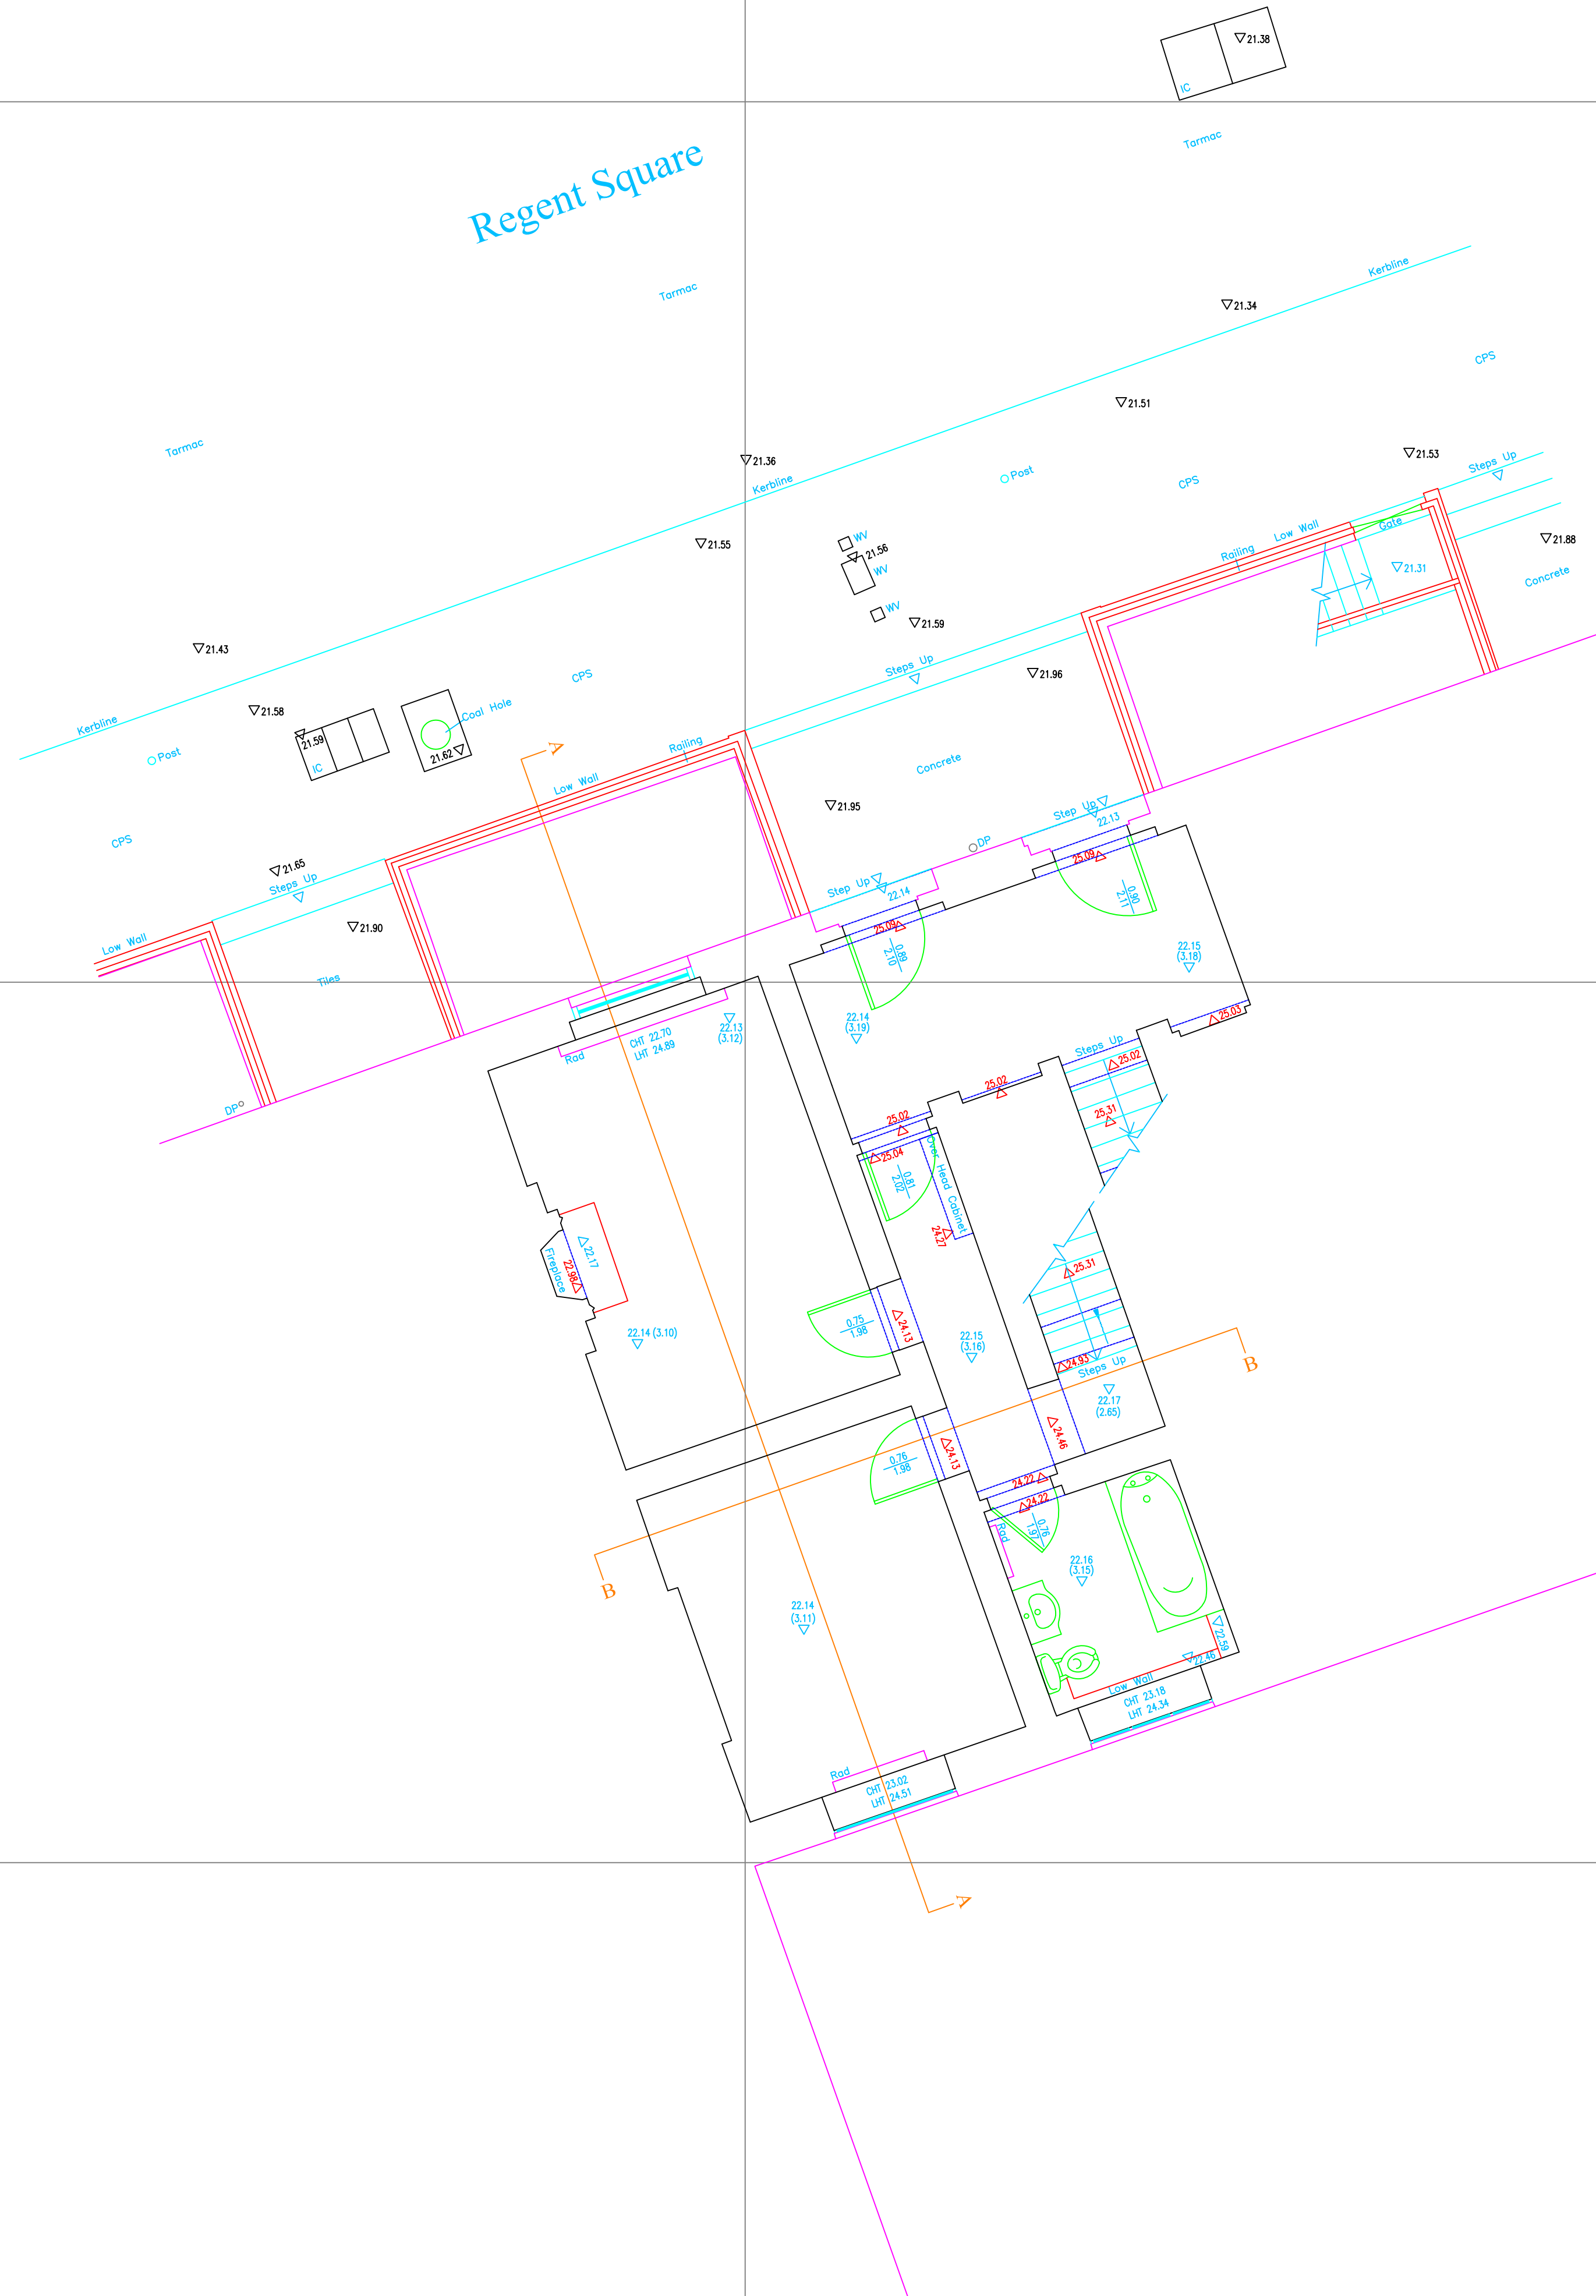 21.38
IC
Tarmac
Regent Square
Kerbline
Tarmac
21.34
CPS
21.51
Tarmac
21.36
Kerbline
Post
CPS
21.53
Steps Up
21.55
WV
21.56
WV
WV
Railing
Low Wall
Gate
21.31
21.88
Concrete
21.59
21.43
Steps Up
21.96
CPS
Kerbline
21.58
Coal Hole
Post
21.59
IC
21.62
A
Railing
Low Wall
Concrete
21.95
Step Up
22.13
DP
CPS
21.65
Steps Up
21.90
Low Wall
Tiles
Step Up
22.14
25.09
25.09
0.90
2.11
0.89
2.10
22.15
(3.18)
22.14
(3.19)
22.13
(3.12)
CHT 22.70
LHT 24.89
Rad
25.03
Steps Up
25.02
25.02
25.31
25.02
25.04
DP
0.81
2.02
Over Head Cabinet
24.27
22.17
Fireplace
22.98
25.31
22.14 (3.10)
0.75
1.98
24.13
22.15
(3.16)
24.93
Steps Up
B
22.17
(2.65)
24.46
24.13
0.76
1.98
24.22
24.22
0.76
1.97
Rad
22.16
(3.15)
B
22.14
(3.11)
22.59
22.46
Low Wall
CHT 23.18
LHT 24.34
Rad
CHT 23.02
LHT 24.51
A